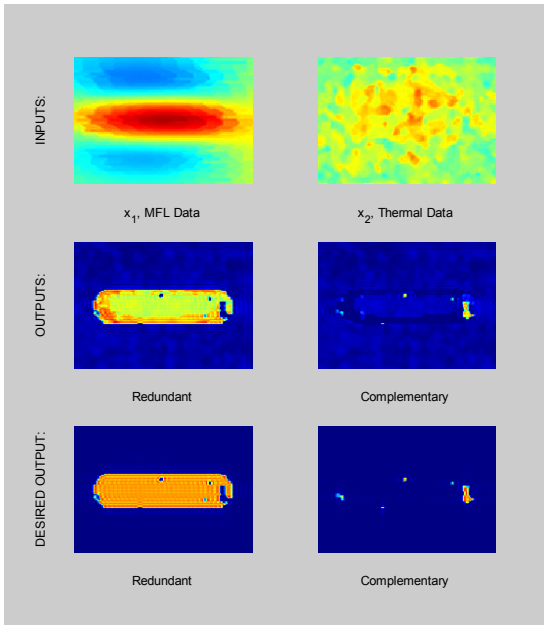 INPUTS:
x1, MFL Data
x2, Thermal Data
OUTPUTS:
Redundant
Complementary
DESIRED OUTPUT:
Redundant
Complementary